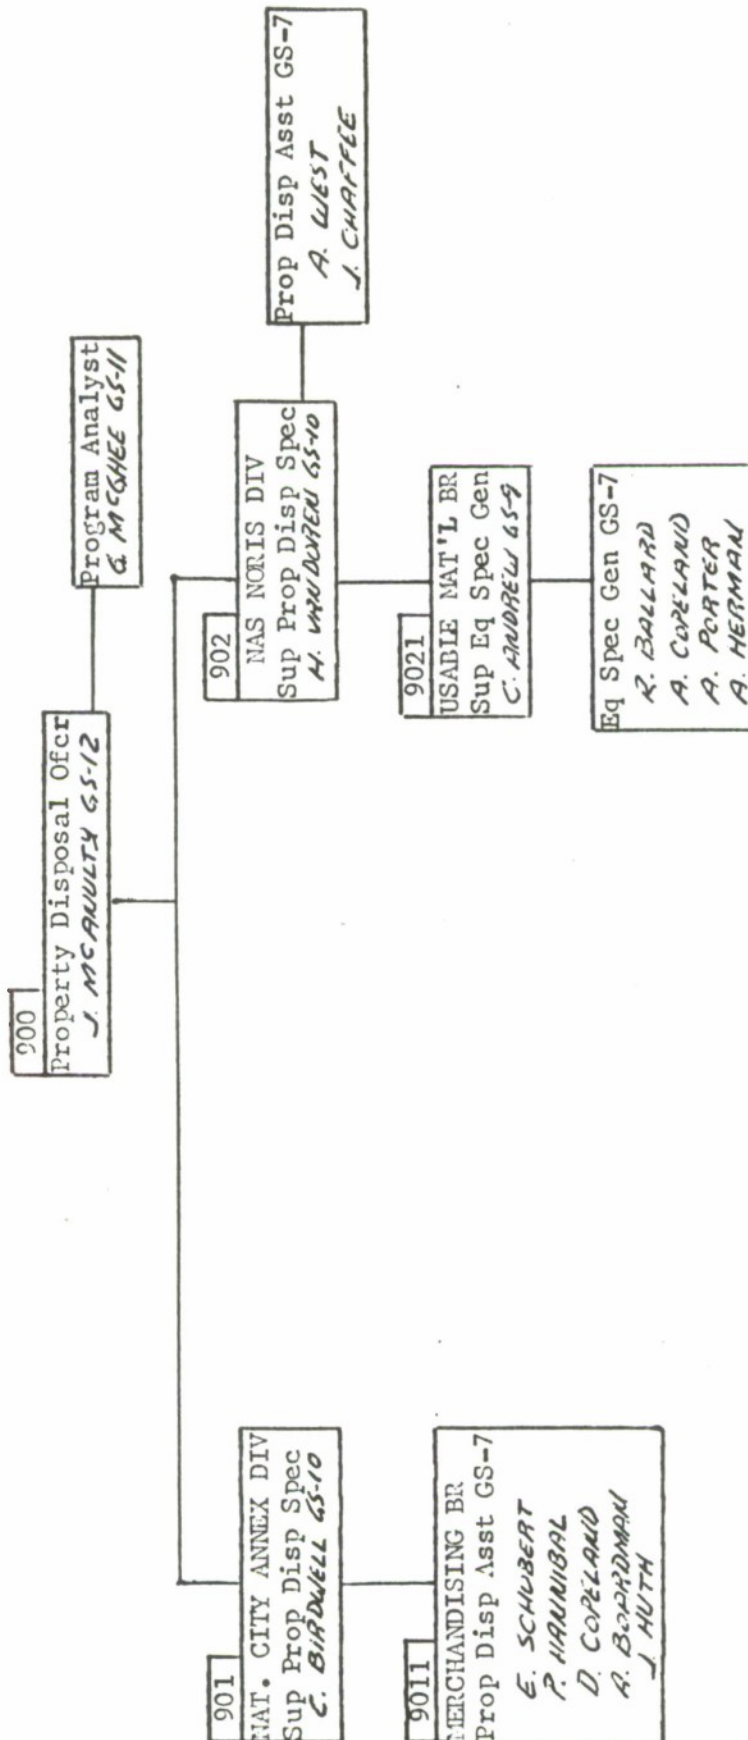 900
Property Disposal Ofcr
J. McANULTY GS-12
Program Analyst
G. McGHEE GS-11
901
NAT. CITY ANNEX DIV
Sup Prop Disp Spec
C. BIRDWELL GS-10
902
NAS NORIS DIV
Sup Prop Disp Spec
H. VAN DOREN GS-10
Prop Disp Asst GS-7
A. WEST
J. CHAFFEE
9011
MERCHANDISING BR
Prop Disp Asst GS-7
E. SCHUBERT
P. HANNIBAL
D. COPELAND
A. BOARDMAN
J. HUTH
9021
USABLE MAT'L BR
Sup Eq Spec Gen
C. ANDREW GS-9
Eq Spec Gen GS-7
R. BALLARD
A. COPELAND
A. PORTER
A. HERMAN